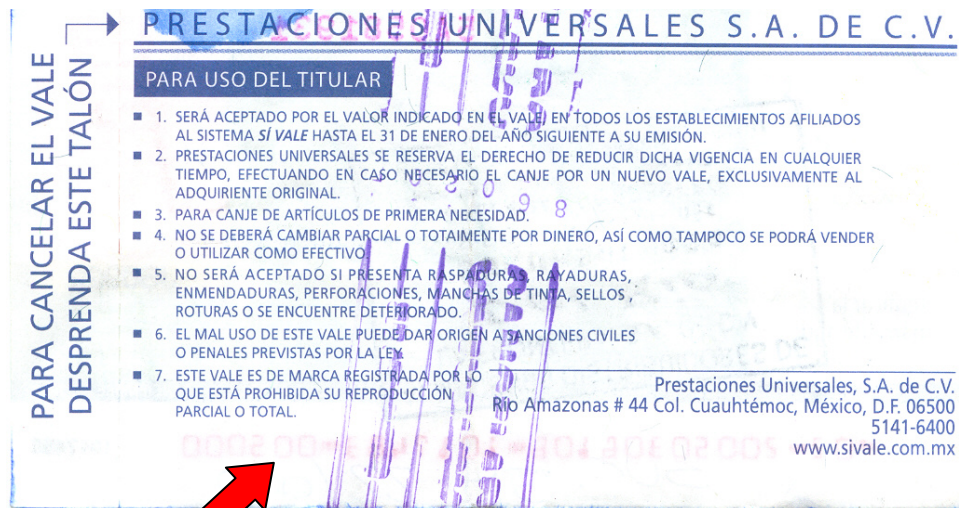 PRESTACIONES UNIVERSALES S.A. DE C.V.
PARA CANCELAR EL VALE
DESPRENDA ESTE TALÓN
PARA USO DEL TITULAR
1. SERÁ ACEPTADO POR EL VALOR INDICADO EN EL VALE, EN TODOS LOS ESTABLECIMIENTOS AFILIADOS
AL SISTEMA SÍ VALE HASTA EL 31 DE ENERO DEL AÑO SIGUIENTE A SU EMISIÓN.
2. PRESTACIONES UNIVERSALES SE RESERVA EL DERECHO DE REDUCIR DICHA VIGENCIA EN CUALQUIER
TIEMPO, EFECTUANDO EN CASO NECESARIO EL CANJE POR UN NUEVO VALE, EXCLUSIVAMENTE AL
ADQUIRIENTE ORIGINAL.
3. PARA CANJE DE ARTÍCULOS DE PRIMERA NECESIDAD.
4. NO SE DEBERÁ CAMBIAR PARCIAL O TOTAIMENTE POR DINERO, ASÍ COMO TAMPOCO SE PODRÁ VENDER
O UTILIZAR COMO EFECTIVO.
5. NO SERÁ ACEPTADO SI PRESENTA RASPADURAS, RAYADURAS,
ENMENDADURAS, PERFORACIONES, MANCHAS DE TINTA, SELLOS,
ROTURAS O SE ENCUENTRE DETERIORADO.
6. EL MAL USO DE ESTE VALE PUEDE DAR ORIGEN A SANCIONES CIVILES
O PENALES PREVISTAS POR LA LEY.
7. ESTE VALE ES DE MARCA REGISTRADA POR LO
QUE ESTÁ PROHIBIDA SU REPRODUCCIÓN
PARCIAL O TOTAL.
Prestaciones Universales, S.A. de C.V.
Rio Amazonas # 44 Col. Cuauhtémoc, México, D.F. 06500
5141-6400
www.sivale.com.mx